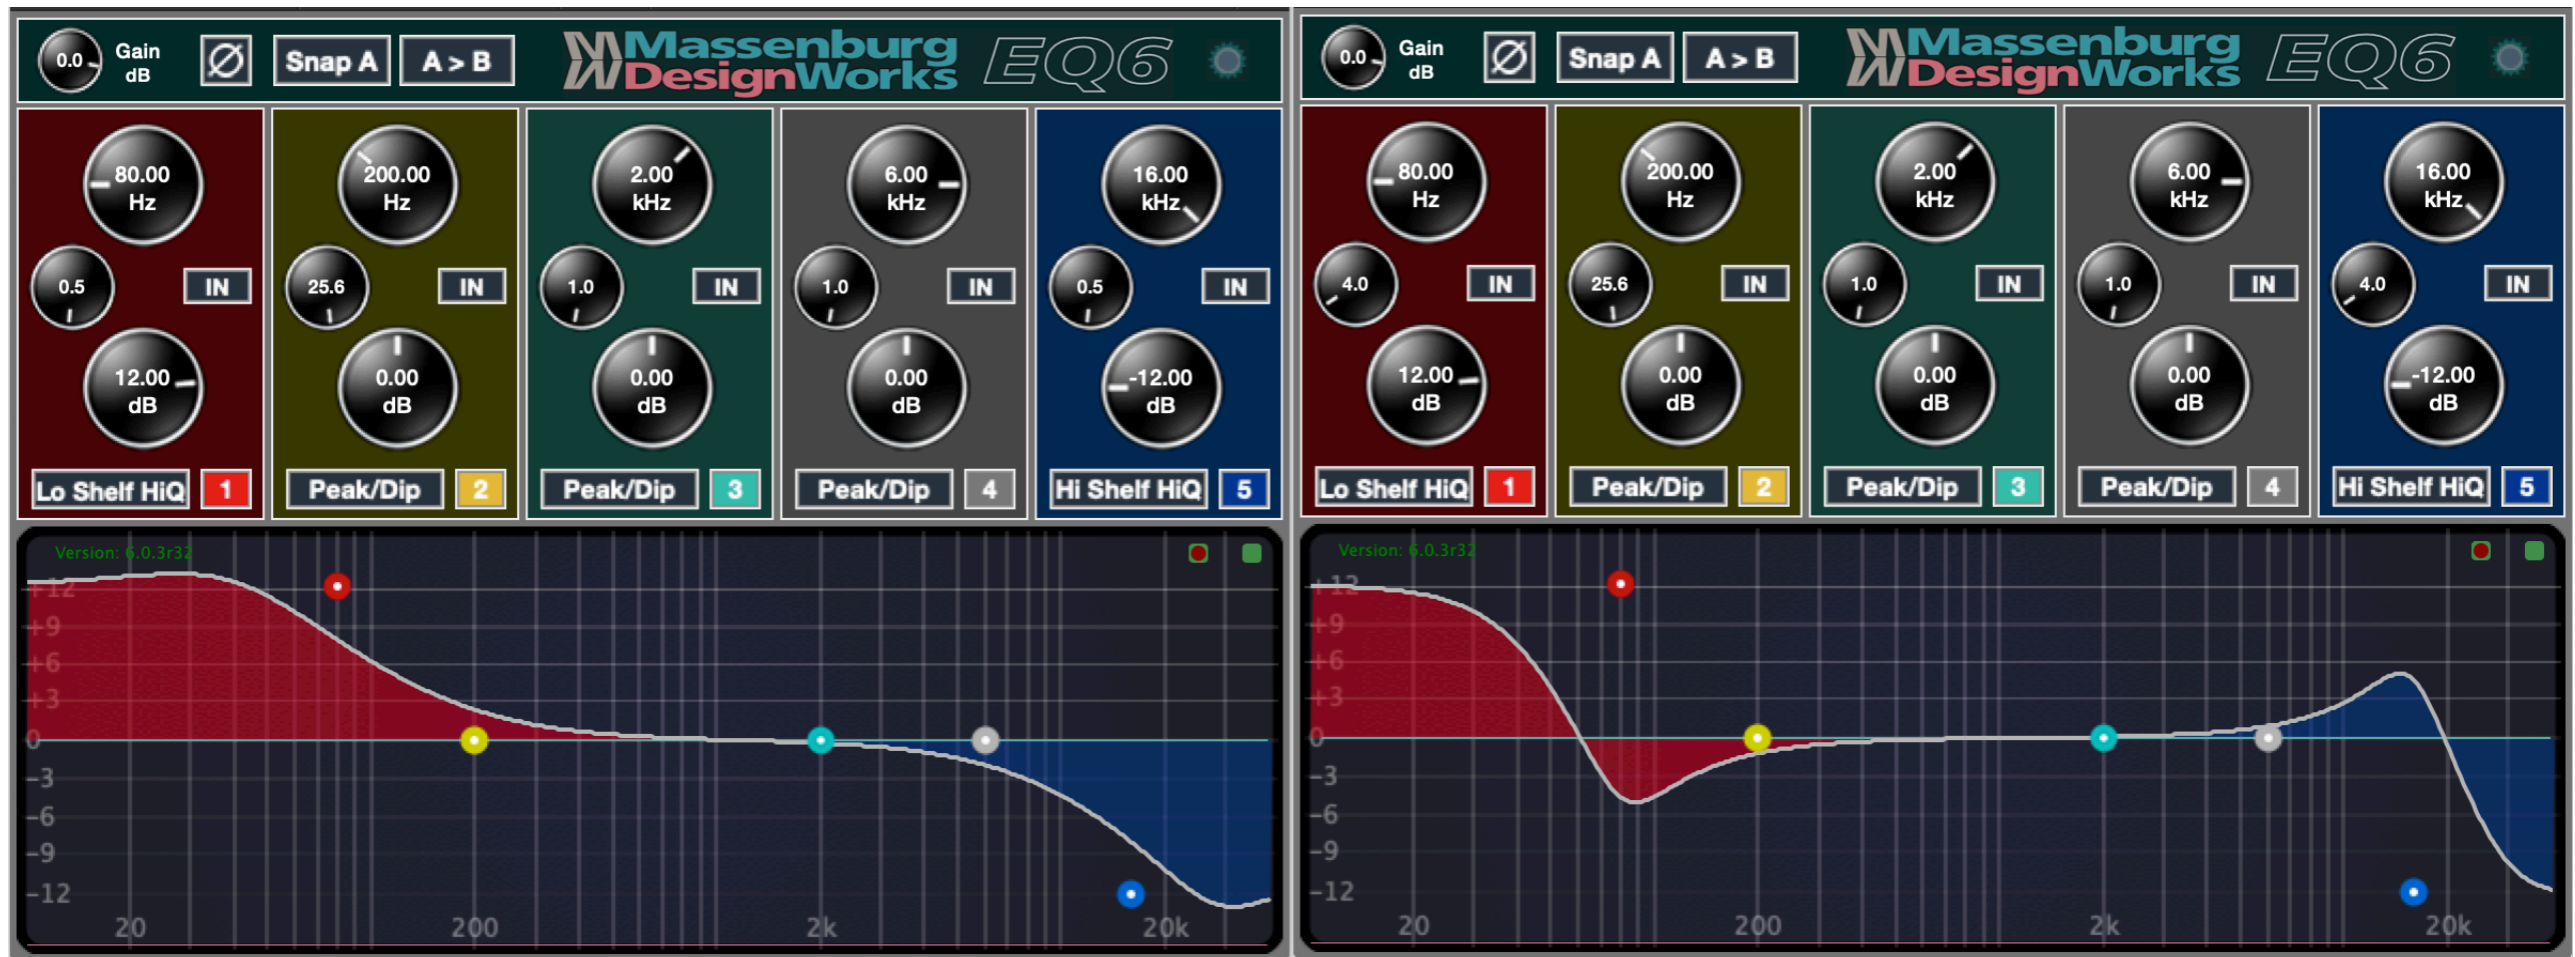 0.0
Gain
dB
Ø
Snap A
A > B
Massenburg
DesignWorks
EQ6
80.00
Hz
200.00
Hz
2.00
kHz
6.00
kHz
16.00
kHz
0.5
IN
25.6
IN
1.0
IN
1.0
IN
0.5
IN
12.00
dB
0.00
dB
0.00
dB
0.00
dB
-12.00
dB
Lo Shelf HiQ
1
Peak/Dip
2
Peak/Dip
3
Peak/Dip
4
Hi Shelf HiQ
5
Version: 6.0.3r32
+12
+9
+6
+3
0
-3
-6
-9
-12
20
200
2k
20k
0.0
Gain
dB
Ø
Snap A
A > B
Massenburg
DesignWorks
EQ6
80.00
Hz
200.00
Hz
2.00
kHz
6.00
kHz
16.00
kHz
4.0
IN
25.6
IN
1.0
IN
1.0
IN
4.0
IN
12.00
dB
0.00
dB
0.00
dB
0.00
dB
-12.00
dB
Lo Shelf HiQ
1
Peak/Dip
2
Peak/Dip
3
Peak/Dip
4
Hi Shelf HiQ
5
Version: 6.0.3r32
+12
+9
+6
+3
0
-3
-6
-9
-12
20
200
2k
20k